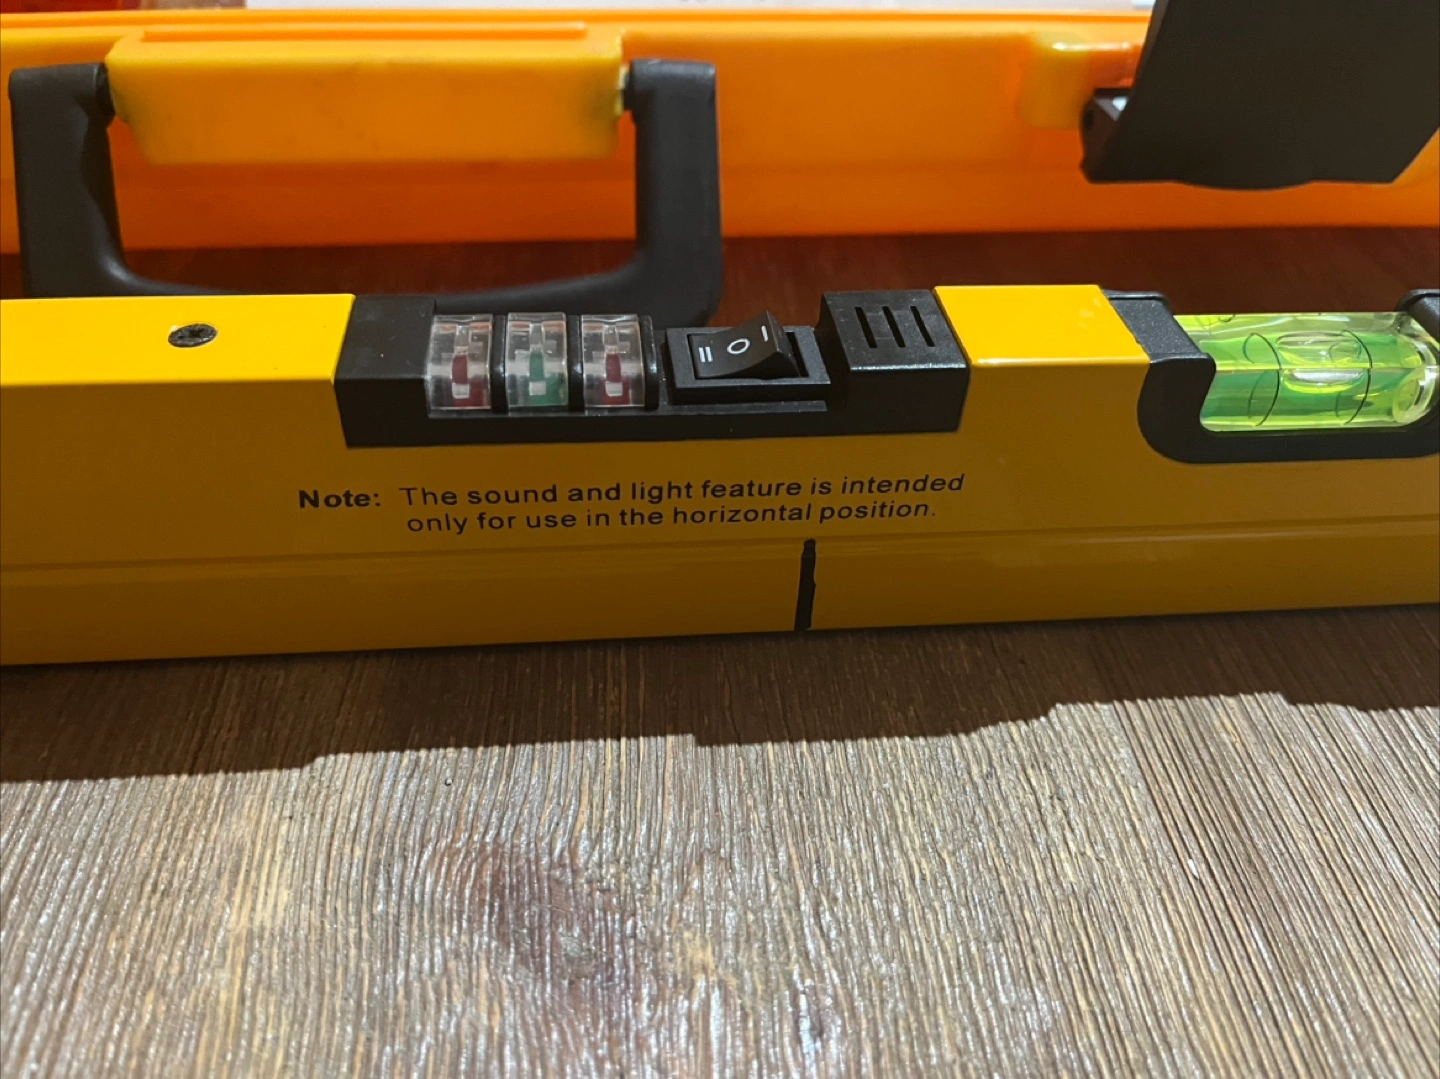 = O –
Note: The sound and light feature is intended
only for use in the horizontal position.